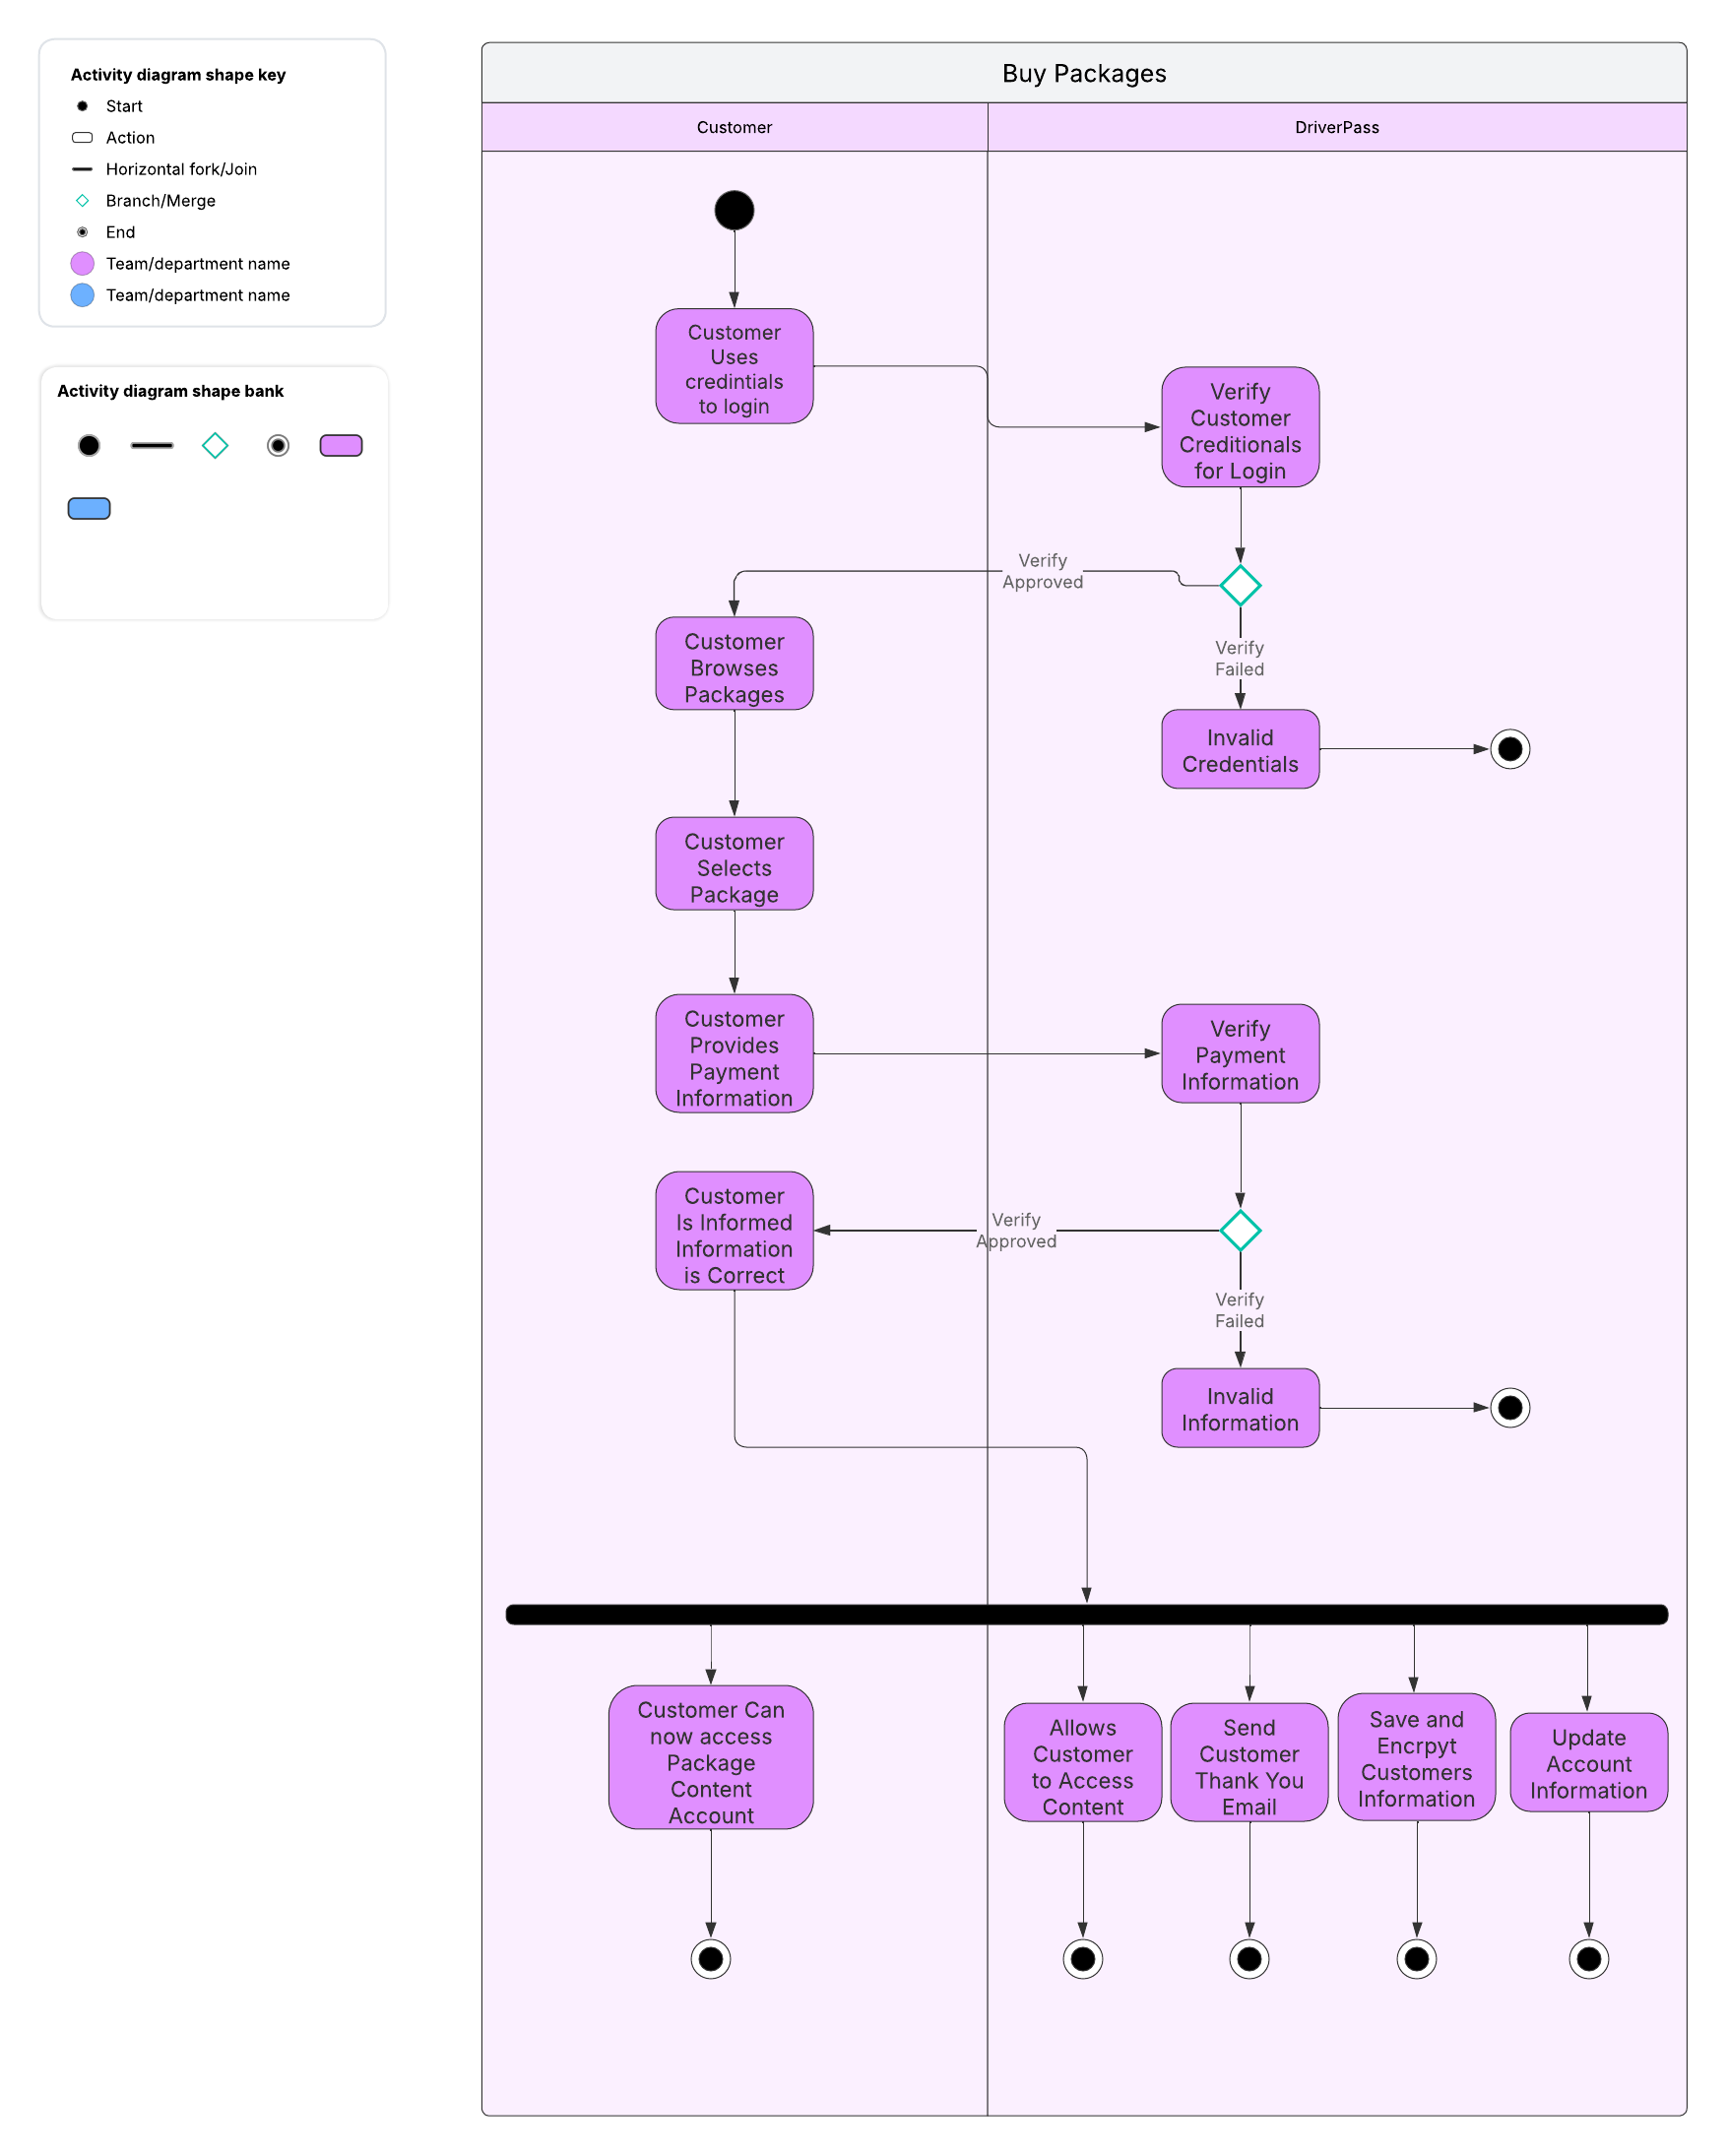 Activity diagram shape key
Start
Action
Horizontal fork/Join
Branch/Merge
End
Team/department name
Team/department name
Activity diagram shape bank
Buy Packages
Customer
DriverPass
Customer
Uses
credintials
to login
Verify
Customer
Creditionals
for Login
Verify
Approved
Verify
Failed
Customer
Browses
Packages
Invalid
Credentials
Customer
Selects
Package
Customer
Provides
Payment
Information
Verify
Payment
Information
Customer
Is Informed
Information
is Correct
Verify
Approved
Verify
Failed
Invalid
Information
Customer Can
now access
Package
Content
Account
Allows
Customer
to Access
Content
Send
Customer
Thank You
Email
Save and
Encrpyt
Customers
Information
Update
Account
Information